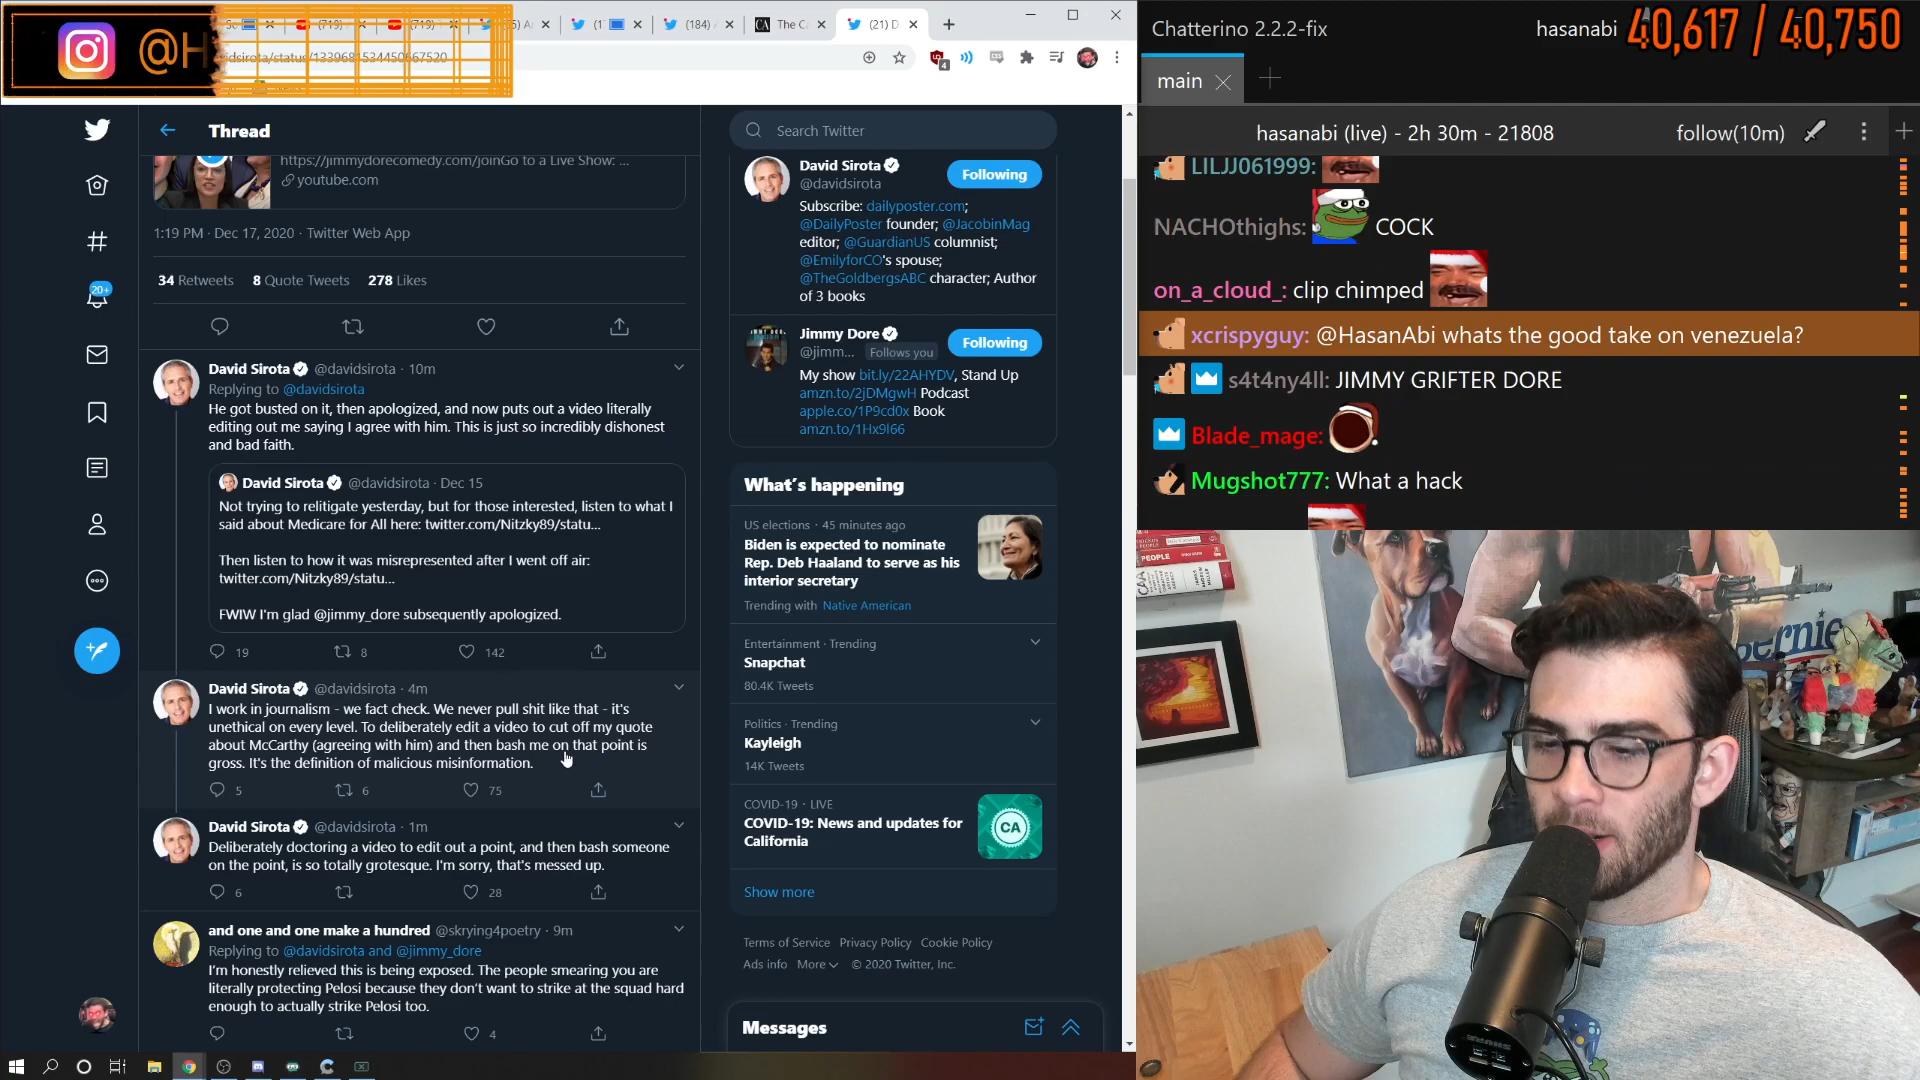 @H
(719)
(719)
(184)
The C
(21) D
idsirota/status/1339681534450667520
Thread
https://jimmydorecomedy.com/joinGo to a Live Show: ...
youtube.com
1:19 PM · Dec 17, 2020 · Twitter Web App
34 Retweets 8 Quote Tweets 278 Likes
20+
David Sirota @davidsirota · 10m
Replying to @davidsirota
He got busted on it, then apologized, and now puts out a video literally
editing out me saying I agree with him. This is just so incredibly dishonest
and bad faith.
David Sirota @davidsirota · Dec 15
Not trying to relitigate yesterday, but for those interested, listen to what I
said about Medicare for All here: twitter.com/Nitzky89/statu...
Then listen to how it was misrepresented after I went off air:
twitter.com/Nitzky89/statu...
FWIW I'm glad @jimmy_dore subsequently apologized.
19 8 142
David Sirota @davidsirota · 4m
I work in journalism - we fact check. We never pull shit like that - it's
unethical on every level. To deliberately edit a video to cut off my quote
about McCarthy (agreeing with him) and then bash me on that point is
gross. It's the definition of malicious misinformation.
5 6 75
David Sirota @davidsirota · 1m
Deliberately doctoring a video to edit out a point, and then bash someone
on the point, is so totally grotesque. I'm sorry, that's messed up.
6 28
and one and one make a hundred @skrying4poetry · 9m
Replying to @davidsirota and @jimmy_dore
I'm honestly relieved this is being exposed. The people smearing you are
literally protecting Pelosi because they don't want to strike at the squad hard
enough to actually strike Pelosi too.
4
Search Twitter
David Sirota
@davidsirota
Following
Subscribe: dailyposter.com;
@DailyPoster founder; @JacobinMag
editor; @GuardianUS columnist;
@EmilyforCO's spouse;
@TheGoldbergsABC character; Author
of 3 books
Jimmy Dore
@jimm... Follows you
Following
My show bit.ly/22AHYDV, Stand Up
amzn.to/2jDMgwH Podcast
apple.co/1P9cd0x Book
amzn.to/1Hx9l66
What's happening
US elections · 45 minutes ago
Biden is expected to nominate
Rep. Deb Haaland to serve as his
interior secretary
Trending with Native American
Entertainment · Trending
Snapchat
80.4K Tweets
Politics · Trending
Kayleigh
14K Tweets
COVID-19 · LIVE
COVID-19: News and updates for
California
CA
Show more
Terms of Service Privacy Policy Cookie Policy
Ads info More © 2020 Twitter, Inc.
Messages
Chatterino 2.2.2-fix
hasanabi
40,617 / 40,750
main
hasanabi (live) - 2h 30m - 21808
follow(10m)
LILJJ061999:
NACHOthighs: COCK
on_a_cloud_: clip chimped
xcrispyguy: @HasanAbi whats the good take on venezuela?
s4t4ny4ll: JIMMY GRIFTER DORE
Blade_mage:
Mugshot777: What a hack
PEOPLE
Bernie